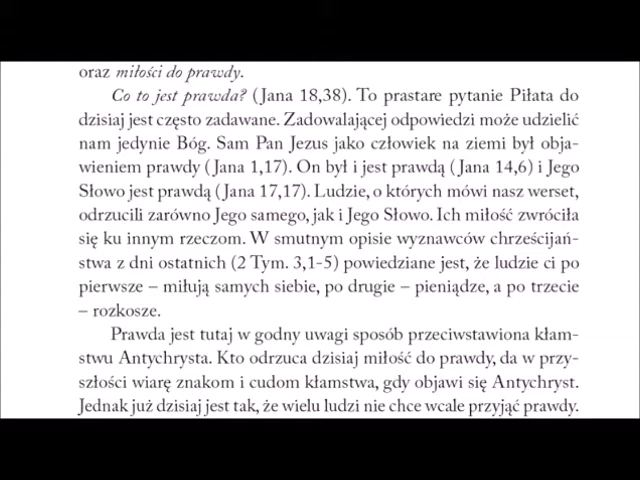 oraz miłości do prawdy.
Co to jest prawda? (Jana 18,38). To prastare pytanie Piłata do
dzisiaj jest często zadawane. Zadowalającej odpowiedzi może udzielić
nam jedynie Bóg. Sam Pan Jezus jako człowiek na ziemi był obja-
wieniem prawdy (Jana 1,17). On był i jest prawdą (Jana 14,6) i Jego
Słowo jest prawdą (Jana 17,17). Ludzie, o których mówi nasz werset,
odrzucili zarówno Jego samego, jak i Jego Słowo. Ich miłość zwróciła
się ku innym rzeczom. W smutnym opisie wyznawców chrześcijań-
stwa z dni ostatnich (2 Tym. 3,1-5) powiedziane jest, że ludzie ci po
pierwsze – miłują samych siebie, po drugie – pieniądze, a po trzecie
– rozkosze.
Prawda jest tutaj w godny uwagi sposób przeciwstawiona kłam-
stwu Antychrysta. Kto odrzuca dzisiaj miłość do prawdy, da w przy-
szłości wiarę znakom i cudom kłamstwa, gdy objawi się Antychryst.
Jednak już dzisiaj jest tak, że wielu ludzi nie chce wcale przyjąć prawdy.